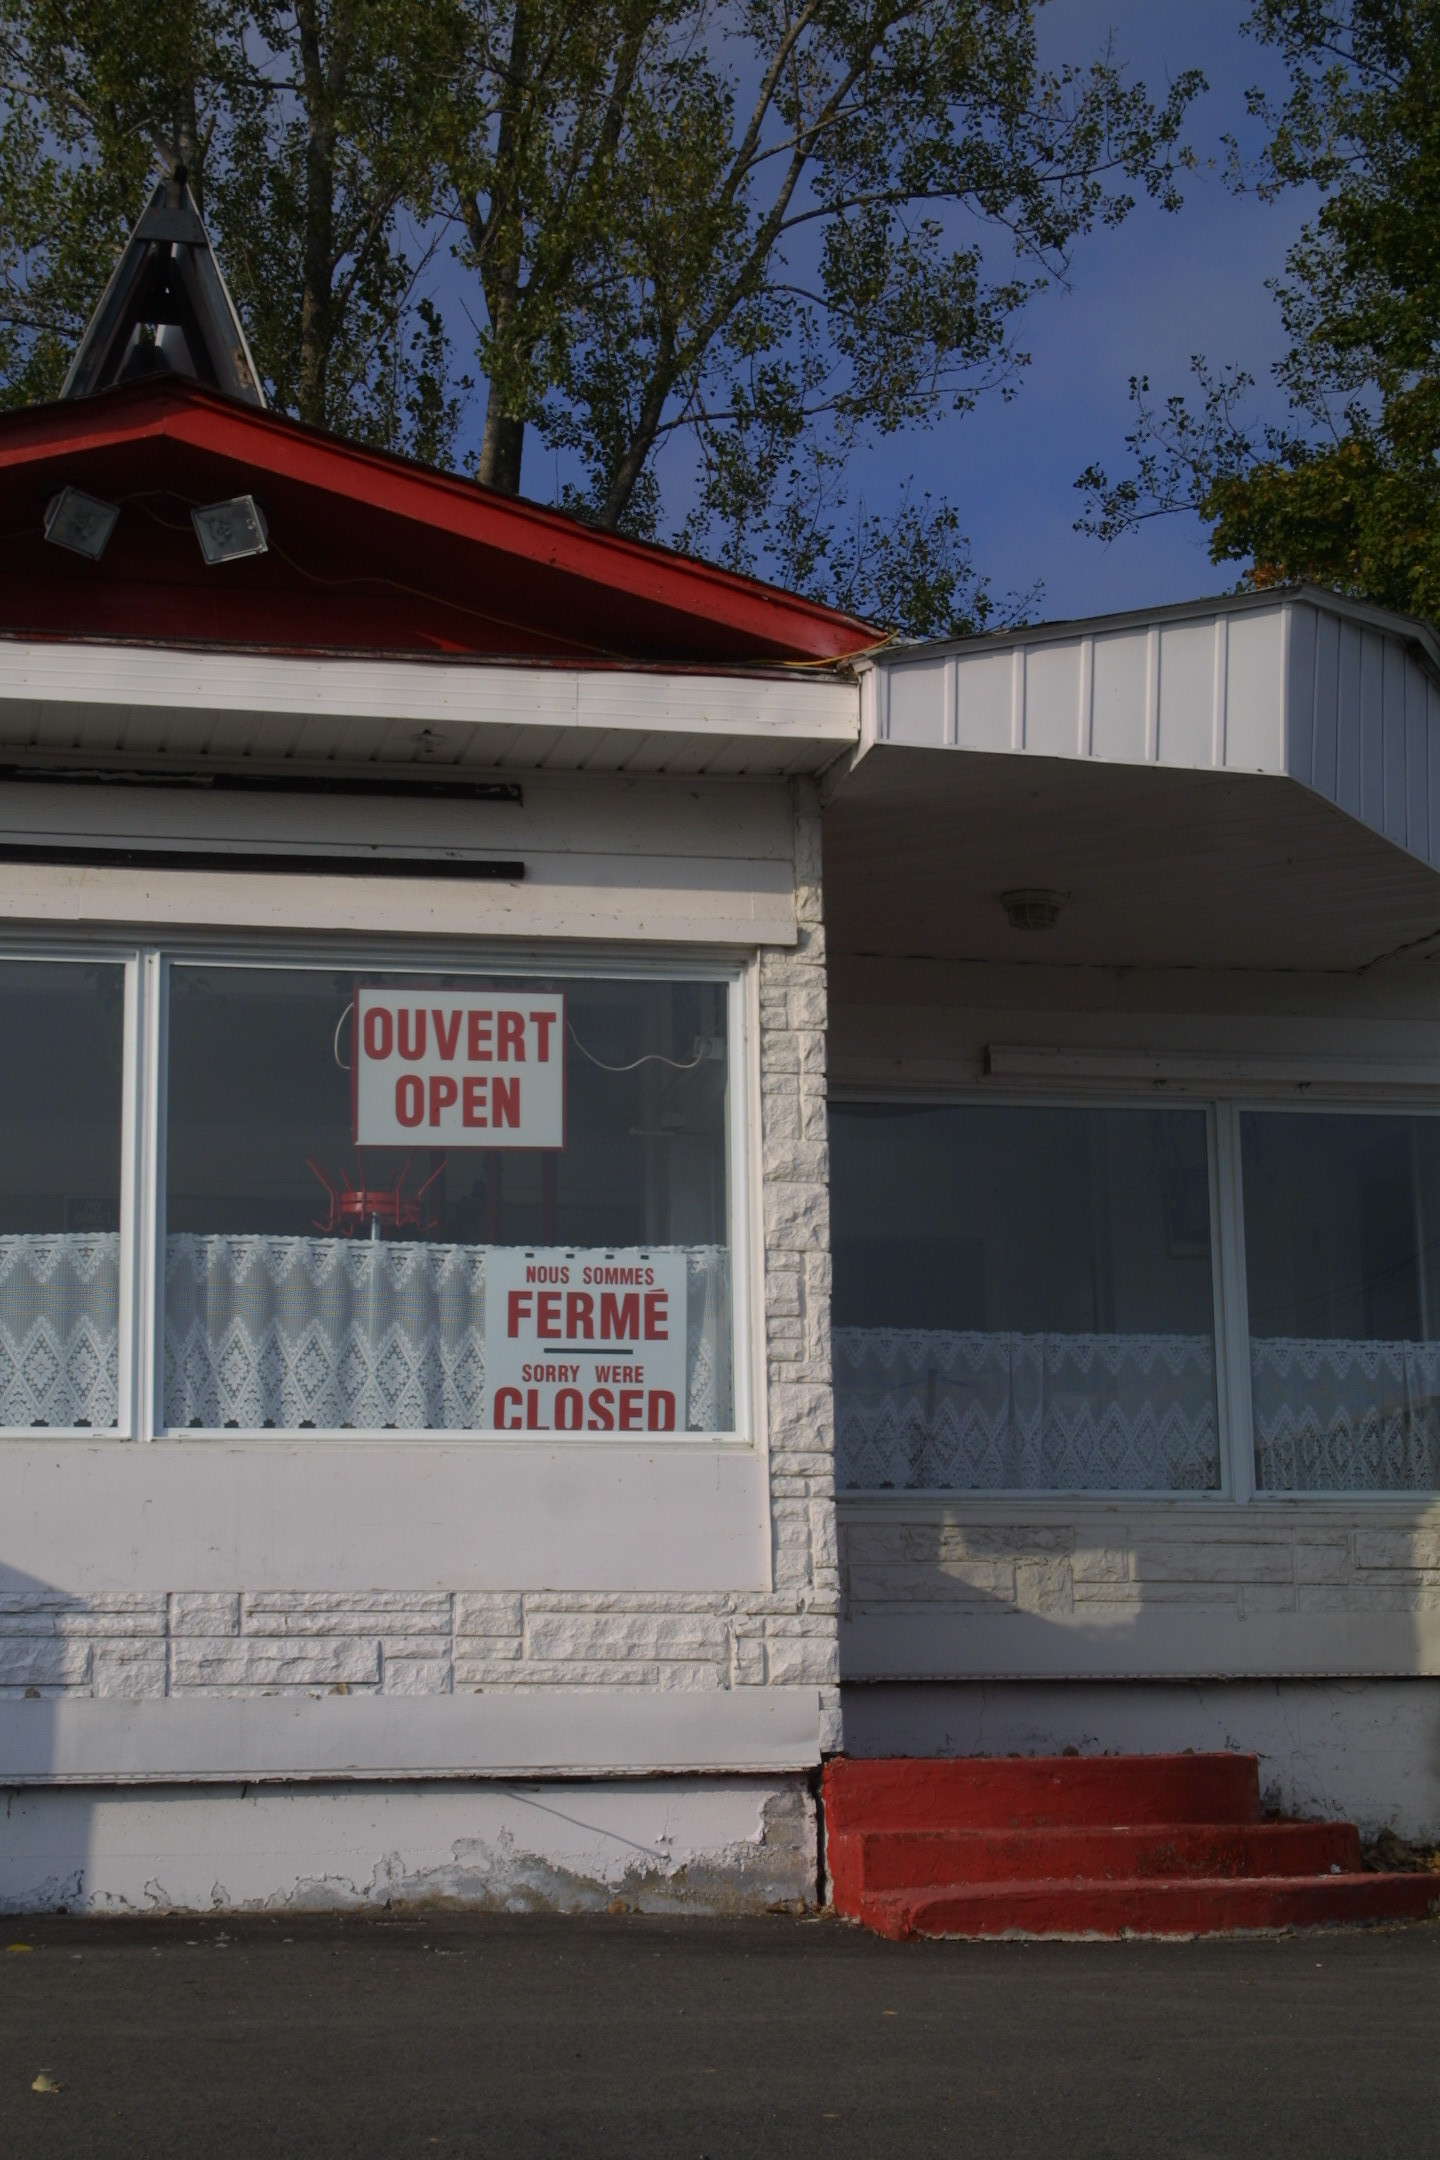 OUVERT
OPEN
NOUS SOMMES
FERMÉ
SORRY WERE
CLOSED